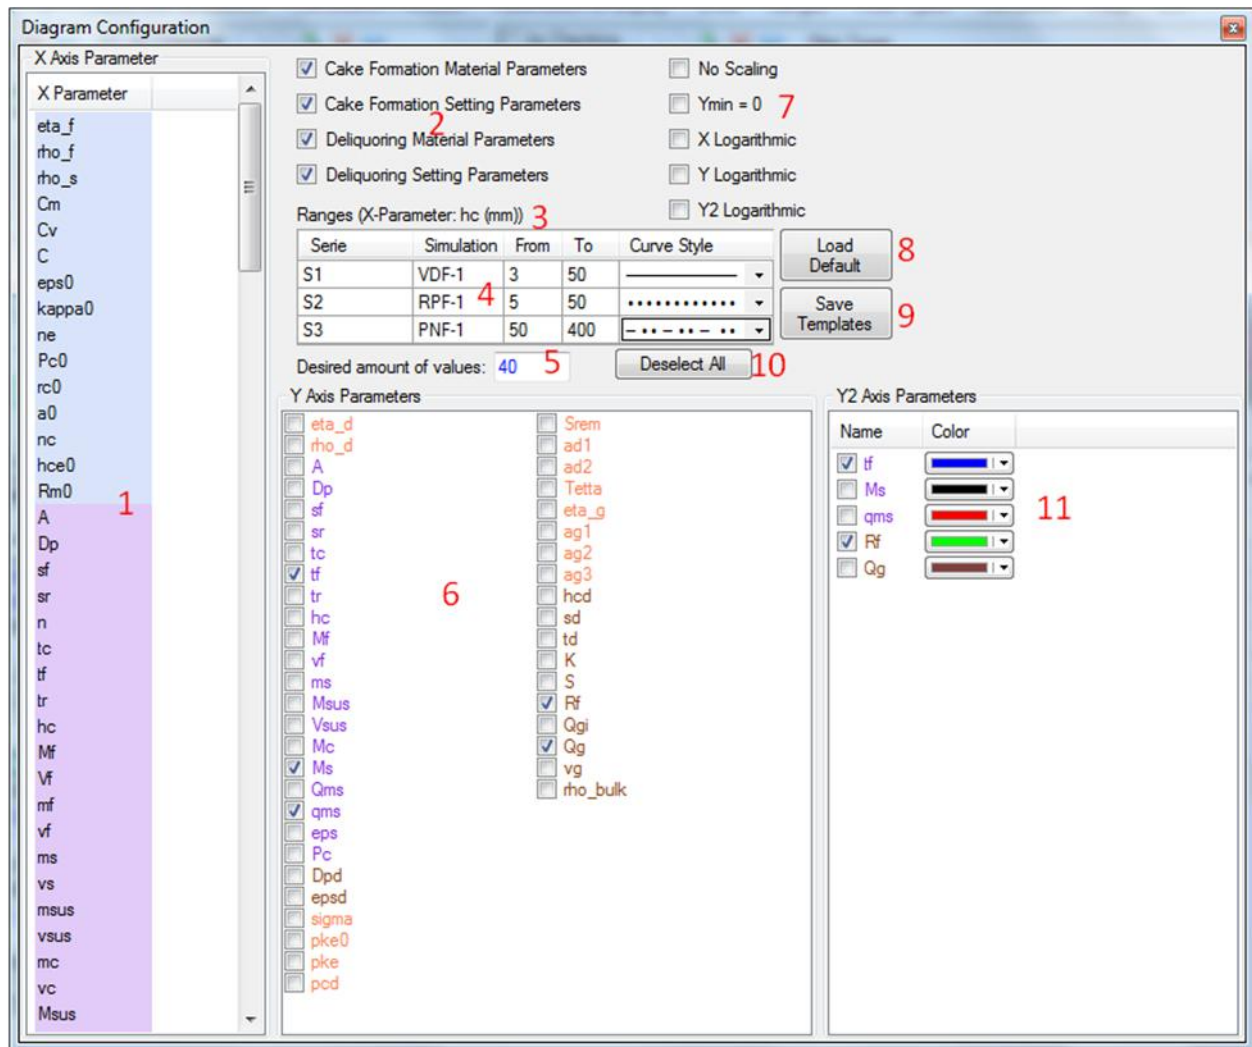 Diagram Configuration
X Axis Parameter
X Parameter
eta_f
rho_f
rho_s
Cm
Cv
C
eps0
kappa0
ne
Pc0
rc0
a0
nc
hce0
Rm0
1
A
Dp
sf
sr
n
tc
tf
tr
hc
Mf
Vf
mf
vf
ms
vs
msus
vsus
mc
vc
Msus
Cake Formation Material Parameters
Cake Formation Setting Parameters
2
Deliquoring Material Parameters
Deliquoring Setting Parameters
No Scaling
Ymin = 0 7
X Logarithmic
Y Logarithmic
Y2 Logarithmic
Ranges (X-Parameter: hc (mm)) 3
Serie Simulation From To Curve Style
S1 VDF-1 3 50
S2 RPF-1 4 5 50
S3 PNF-1 50 400
Load
Default
8
Save
Templates
9
Desired amount of values: 40 5
Deselect All 10
Y Axis Parameters
eta_d
rho_d
A
Dp
sf
sr
tc
tf
tr
hc
Mf
vf
ms
Msus
Vsus
Mc
Ms
Qms
qms
eps
Pc
Dpd
epsd
sigma
pke0
pke
pcd
6
Srem
ad1
ad2
Tetta
eta_g
ag1
ag2
ag3
hcd
sd
td
K
S
Rf
Qgi
Qg
vg
rho_bulk
Y2 Axis Parameters
Name Color
tf
Ms
qms
Rf
Qg
11